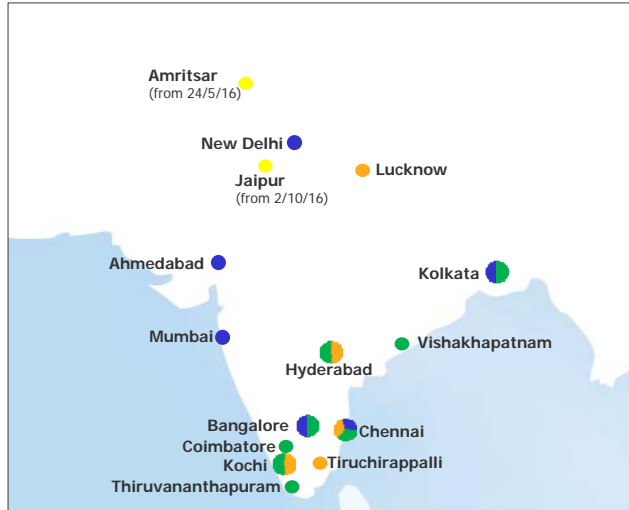 Amritsar
(from 24/5/16)
New Delhi
Lucknow
Jaipur
(from 2/10/16)
Ahmedabad
Kolkata
Mumbai
Vishakhapatnam
Hyderabad
Bangalore
Chennai
Coimbatore
Kochi
Tiruchirappalli
Thiruvananthapuram